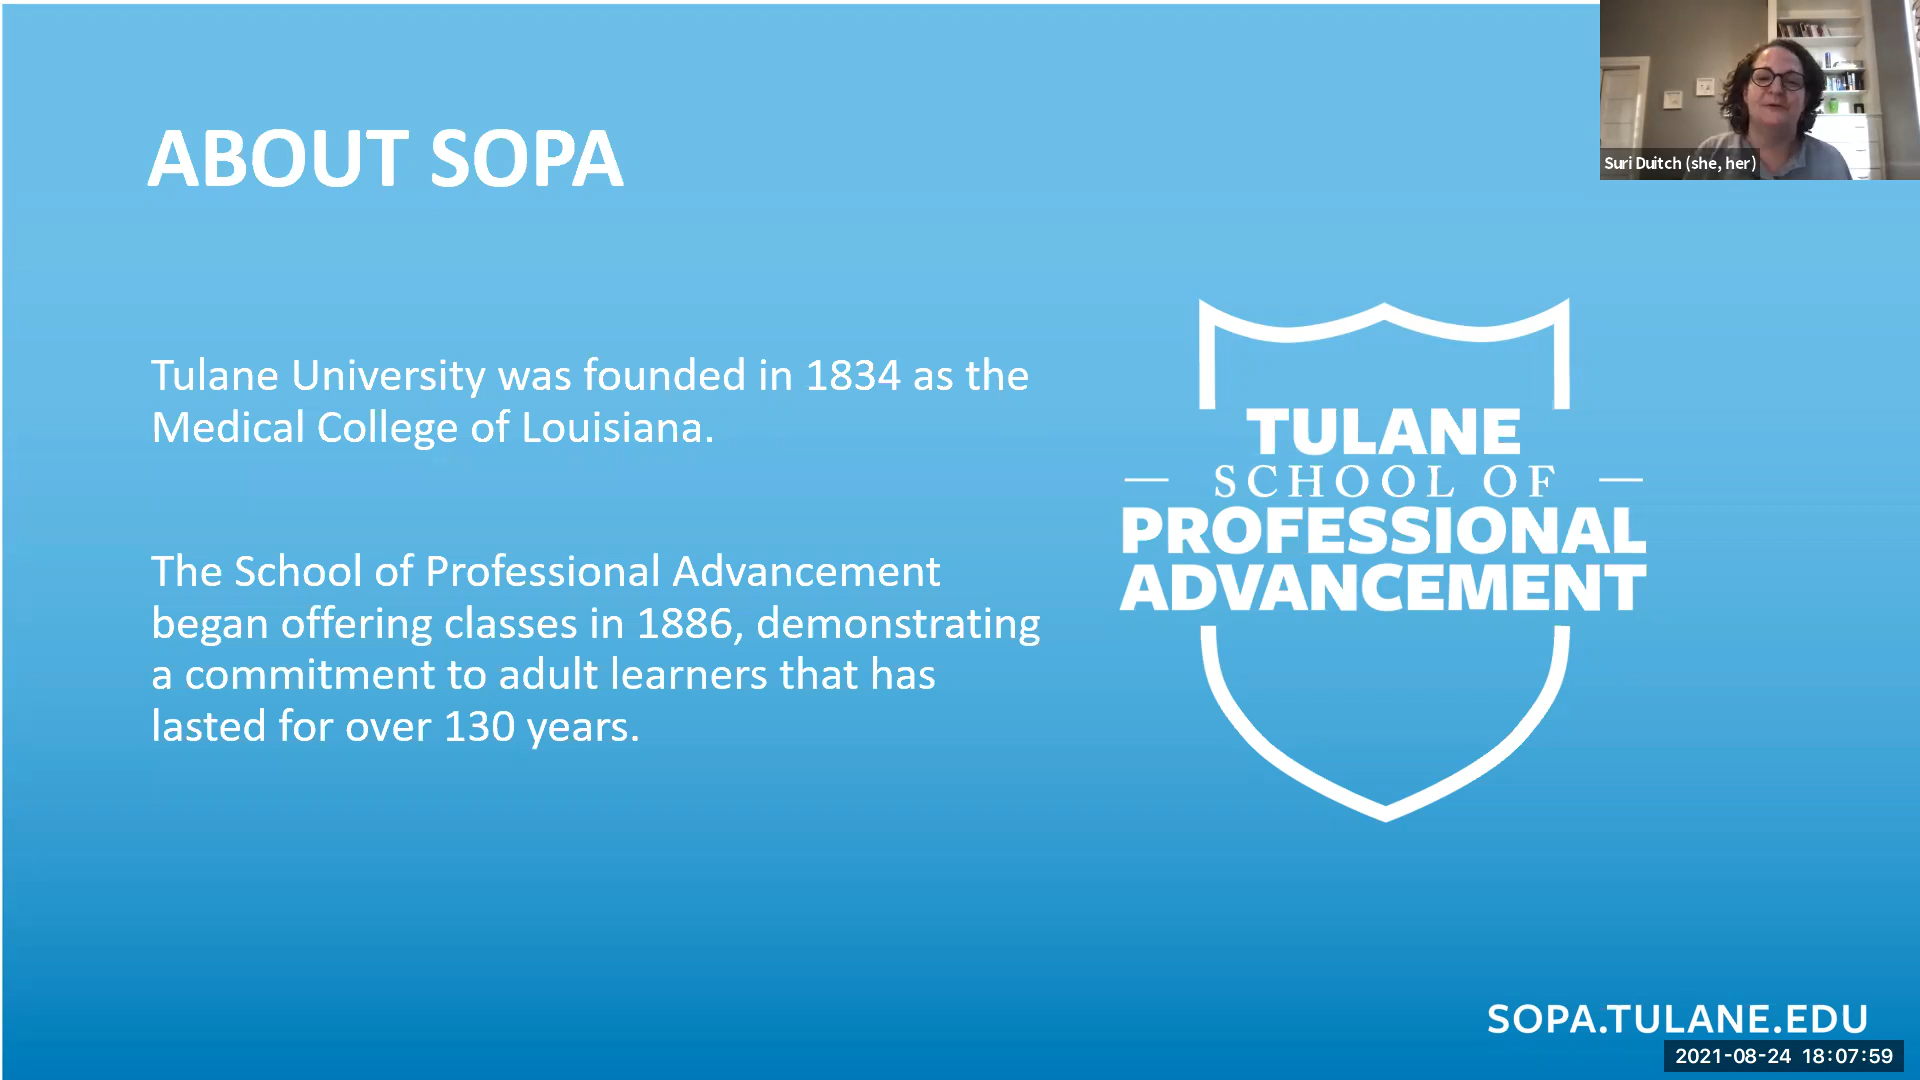 ABOUT SOPA
Suri Duitch (she, her)
Tulane University was founded in 1834 as the
Medical College of Louisiana.
The School of Professional Advancement
began offering classes in 1886, demonstrating
a commitment to adult learners that has
lasted for over 130 years.
TULANE
SCHOOL OF
PROFESSIONAL
ADVANCEMENT
SOPA.TULANE.EDU
2021-08-24 18:07:59